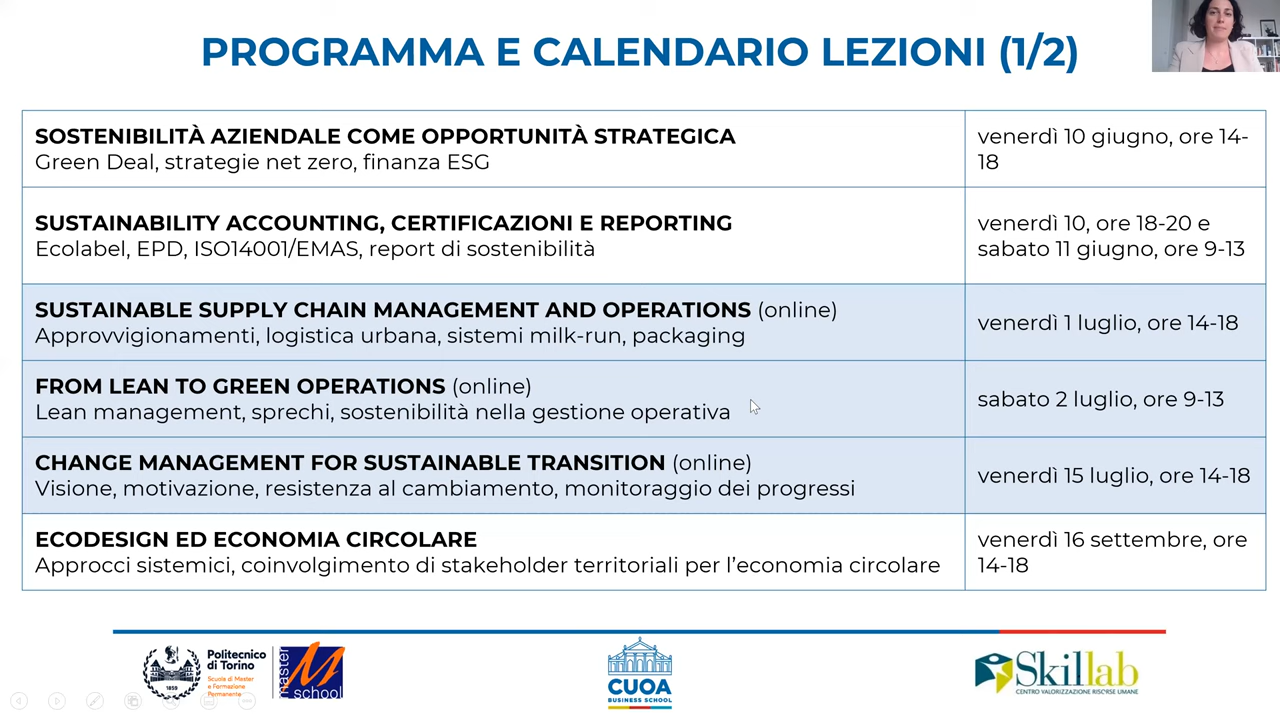 PROGRAMMA E CALENDARIO LEZIONI (1/2)
SOSTENIBILITÀ AZIENDALE COME OPPORTUNITÀ STRATEGICA
Green Deal, strategie net zero, finanza ESG
venerdì 10 giugno, ore 14-
18
SUSTAINABILITY ACCOUNTING, CERTIFICAZIONI E REPORTING
Ecolabel, EPD, ISO14001/EMAS, report di sostenibilità
venerdì 10, ore 18-20 e
sabato 11 giugno, ore 9-13
SUSTAINABLE SUPPLY CHAIN MANAGEMENT AND OPERATIONS (online)
Approvvigionamenti, logistica urbana, sistemi milk-run, packaging
venerdì 1 luglio, ore 14-18
FROM LEAN TO GREEN OPERATIONS (online)
Lean management, sprechi, sostenibilità nella gestione operativa
sabato 2 luglio, ore 9-13
CHANGE MANAGEMENT FOR SUSTAINABLE TRANSITION (online)
Visione, motivazione, resistenza al cambiamento, monitoraggio dei progressi
venerdì 15 luglio, ore 14-18
ECODESIGN ED ECONOMIA CIRCOLARE
Approcci sistemici, coinvolgimento di stakeholder territoriali per l'economia circolare
venerdì 16 settembre, ore
14-18
1859
Politecnico
di Torino
Scuola di Master
e Formazione
Permanente
master
school
CUOA
BUSINESS SCHOOL
Skillab
CENTRO VALORIZZAZIONE RISORSE UMANE